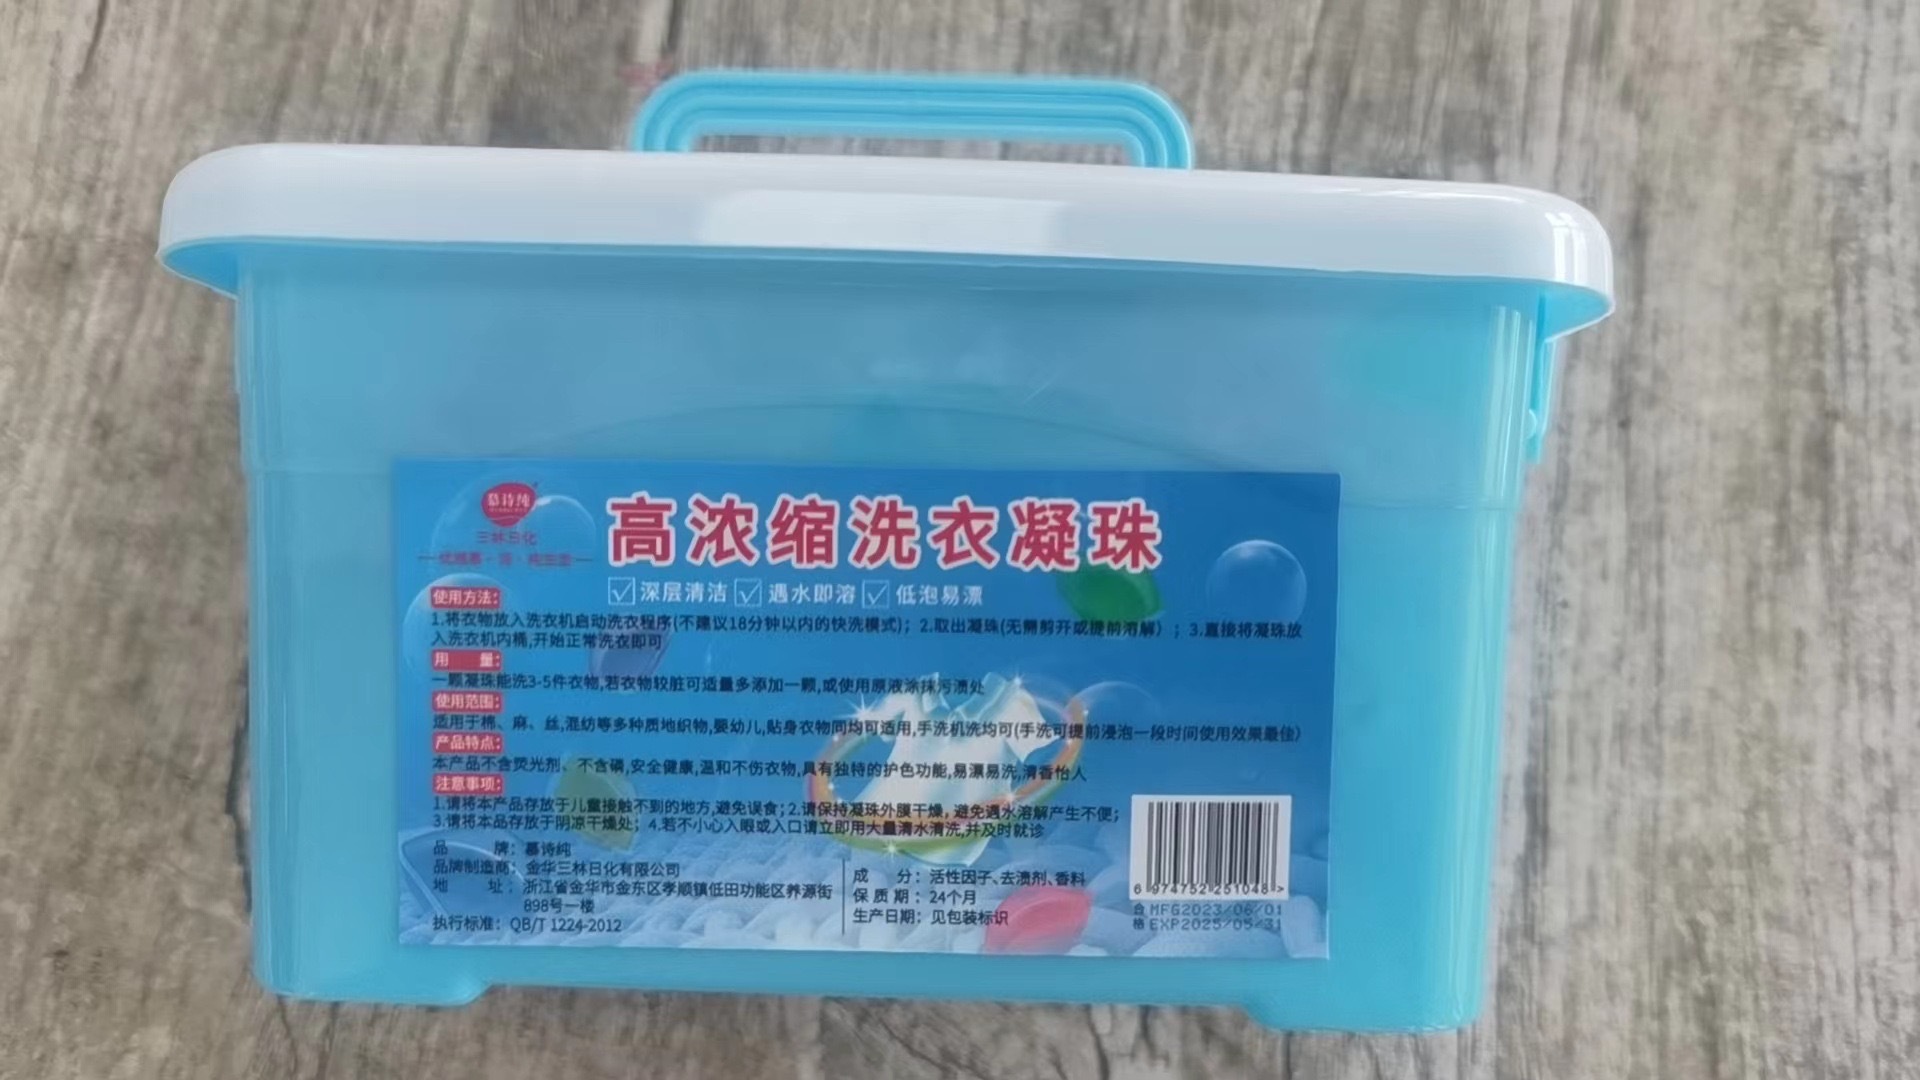 慕诗纯
三林日化
高浓缩洗衣凝珠
深层清洁 遇水即溶 低泡易漂
使用方法：
1.将衣物放入洗衣机启动洗衣程序(不建议18分钟以内的快洗模式)；2.取出凝珠(无需剪开或提前溶解）；3.直接将凝珠放
入洗衣机内桶,开始正常洗衣即可
用 量：
一颗凝珠能洗3-5件衣物,若衣物较脏可适量多添加一颗,或使用原液涂抹污渍处
使用范围：
适用于棉、麻、丝,混纺等多种质地织物,婴幼儿,贴身衣物同均可适用,手洗机洗均可(手洗可提前浸泡一段时间使用效果最佳)
产品特点：
本产品不含荧光剂、不含磷,安全健康,温和不伤衣物,具有独特的护色功能,易漂易洗,清香怡人
注意事项：
1.请将本产品存放于儿童接触不到的地方,避免误食；2.请保持凝珠外膜干燥，避免遇水溶解产生不便；
3.请将本品存放于阴凉干燥处；4.若不小心入眼或入口请立即用大量清水清洗,并及时就诊
品 牌：慕诗纯
品牌制造商：金华三林日化有限公司
地 址：浙江省金华市金东区孝顺镇低田功能区养源街
898号一楼
执行标准：QB/T 1224-2012
成 分：活性因子、去渍剂、香料
保质期：24个月
生产日期：见包装标识
6 974752 251048 >
合 MFG2023/06/01
格 EXP2025/05/31